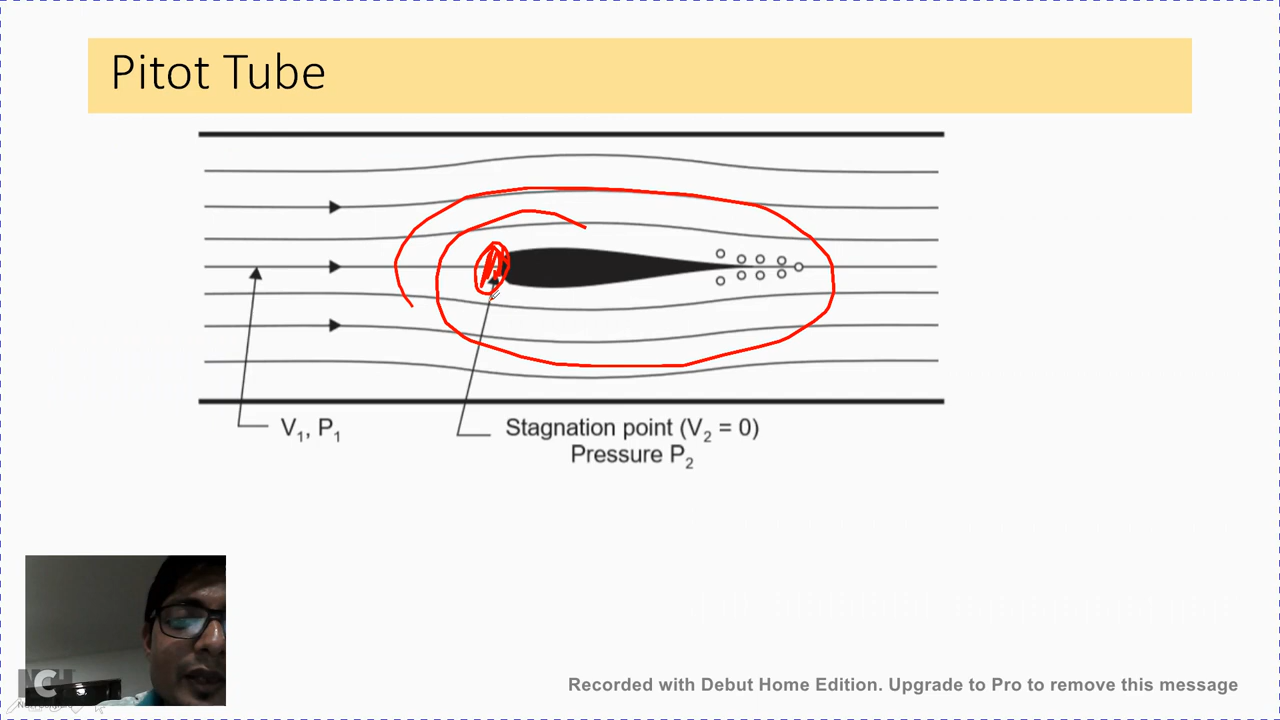 Pitot Tube
V1, P1
Stagnation point (V2 = 0)
Pressure P2
Recorded with Debut Home Edition. Upgrade to Pro to remove this message